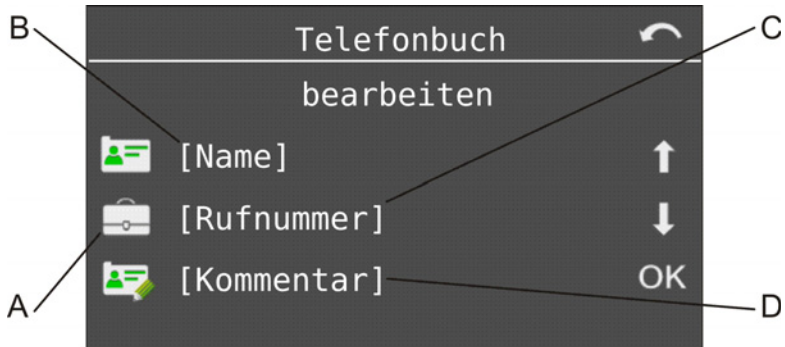 B Telefonbuch C
bearbeiten
[Name]
[Rufnummer]
[Kommentar] OK
A D